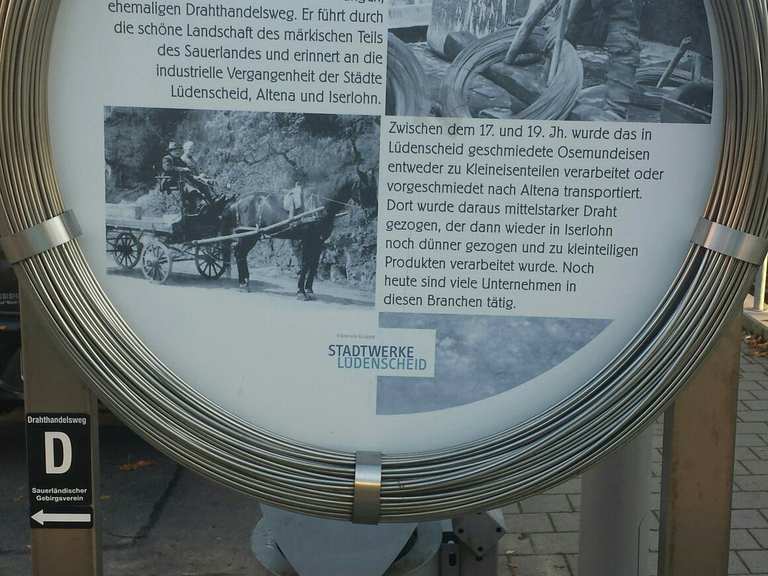 ehemaligen Drahthandelsweg. Er führt durch
die schöne Landschaft des märkischen Teils
des Sauerlandes und erinnert an die
industrielle Vergangenheit der Städte
Lüdenscheid, Altena und Iserlohn.
Zwischen dem 17. und 19. Jh. wurde das in
Lüdenscheid geschmiedete Osemundeisen
entweder zu Kleineisenteilen verarbeitet oder
vorgeschmiedet nach Altena transportiert.
Dort wurde daraus mittelstarker Draht
gezogen, der dann wieder in Iserlohn
noch dünner gezogen und zu kleinteiligen
Produkten verarbeitet wurde. Noch
heute sind viele Unternehmen in
diesen Branchen tätig.
STADTWERKE
LÜDENSCHEID
Drahthandelsweg
D
Sauerländischer
Gebirgsverein